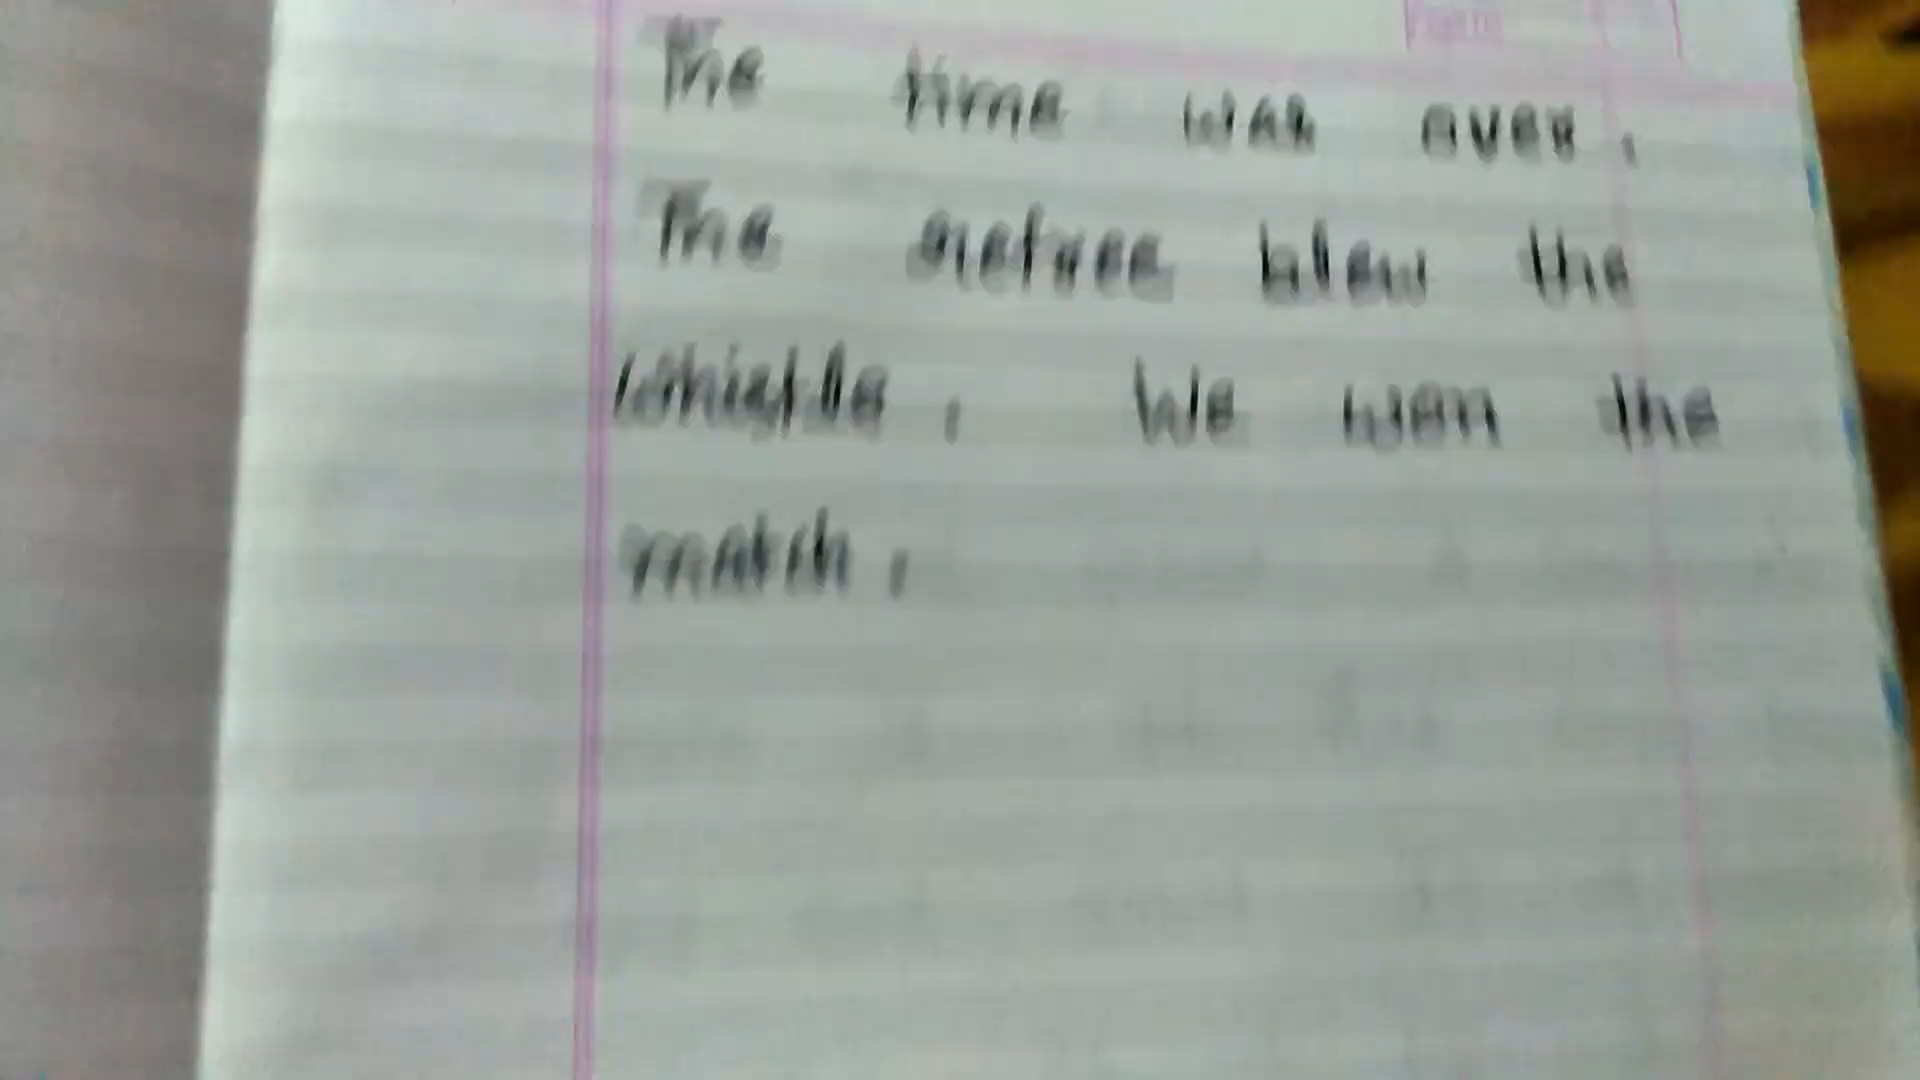 The time was over.
The refree blew the
whistle. We won the
match.